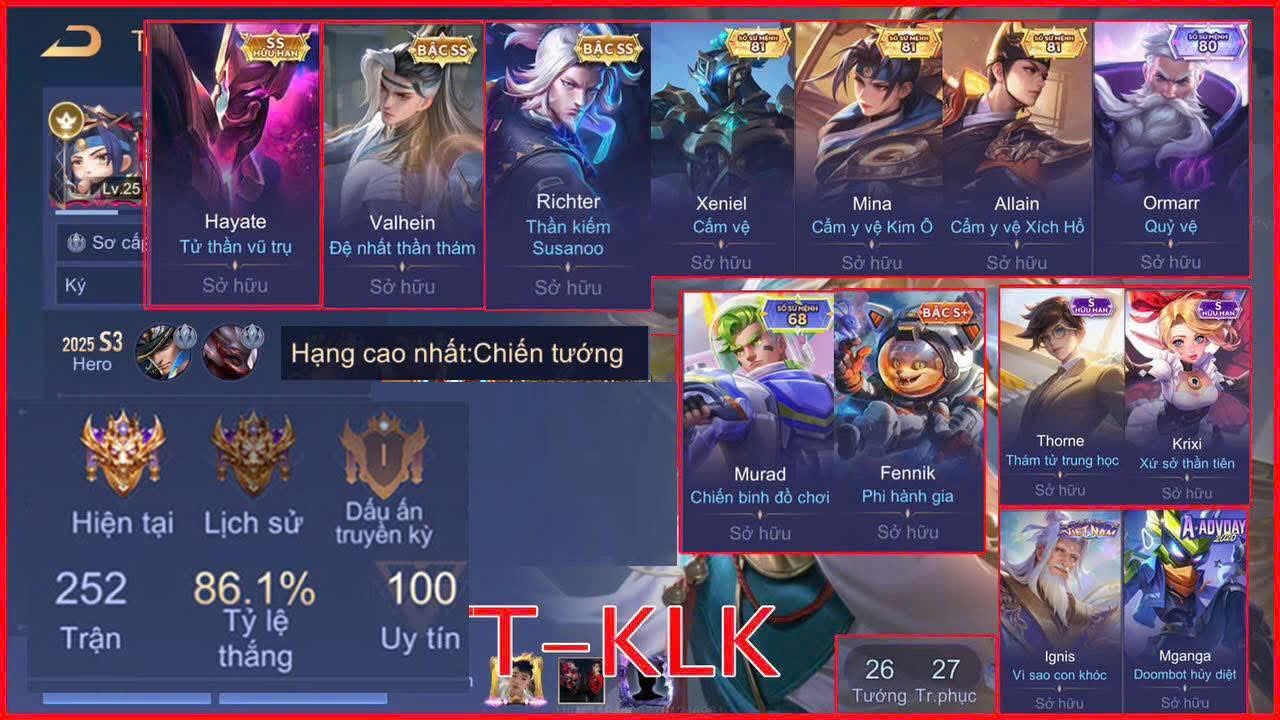 T
Lv.25
Sơ cấp
Ký
SS
HỮU HẠN
Hayate
Tử thần vũ trụ
Sở hữu
BẬC SS
Valhein
Đệ nhất thần thám
Sở hữu
BẬC SS
Richter
Thần kiếm
Susanoo
Sở hữu
SỐ SỨ MỆNH
81
Xeniel
Cấm vệ
Sở hữu
SỐ SỨ MỆNH
81
Mina
Cẩm y vệ Kim Ô
Sở hữu
SỐ SỨ MỆNH
81
Allain
Cẩm y vệ Xích Hổ
Sở hữu
SỐ SỨ MỆNH
80
Ormarr
Quỷ vệ
Sở hữu
2025 S3
Hero
Hạng cao nhất:Chiến tướng
SỐ SỨ MỆNH
68
Murad
Chiến binh đồ chơi
Sở hữu
BẬC S+
Fennik
Phi hành gia
Sở hữu
S
HỮU HẠN
Thorne
Thám tử trung học
Sở hữu
S
HỮU HẠN
Krixi
Xứ sở thần tiên
Sở hữu
Hiện tại
Lịch sử
Dấu ấn
truyền kỳ
252
Trận
86.1%
Tỷ lệ
thắng
100
Uy tín
T-KLK
26
Tướng
27
Tr.phục
VIETNAM
Ignis
Vì sao con khóc
Sở hữu
A-ADVDAY
2020
Mganga
Doombot hủy diệt
Sở hữu